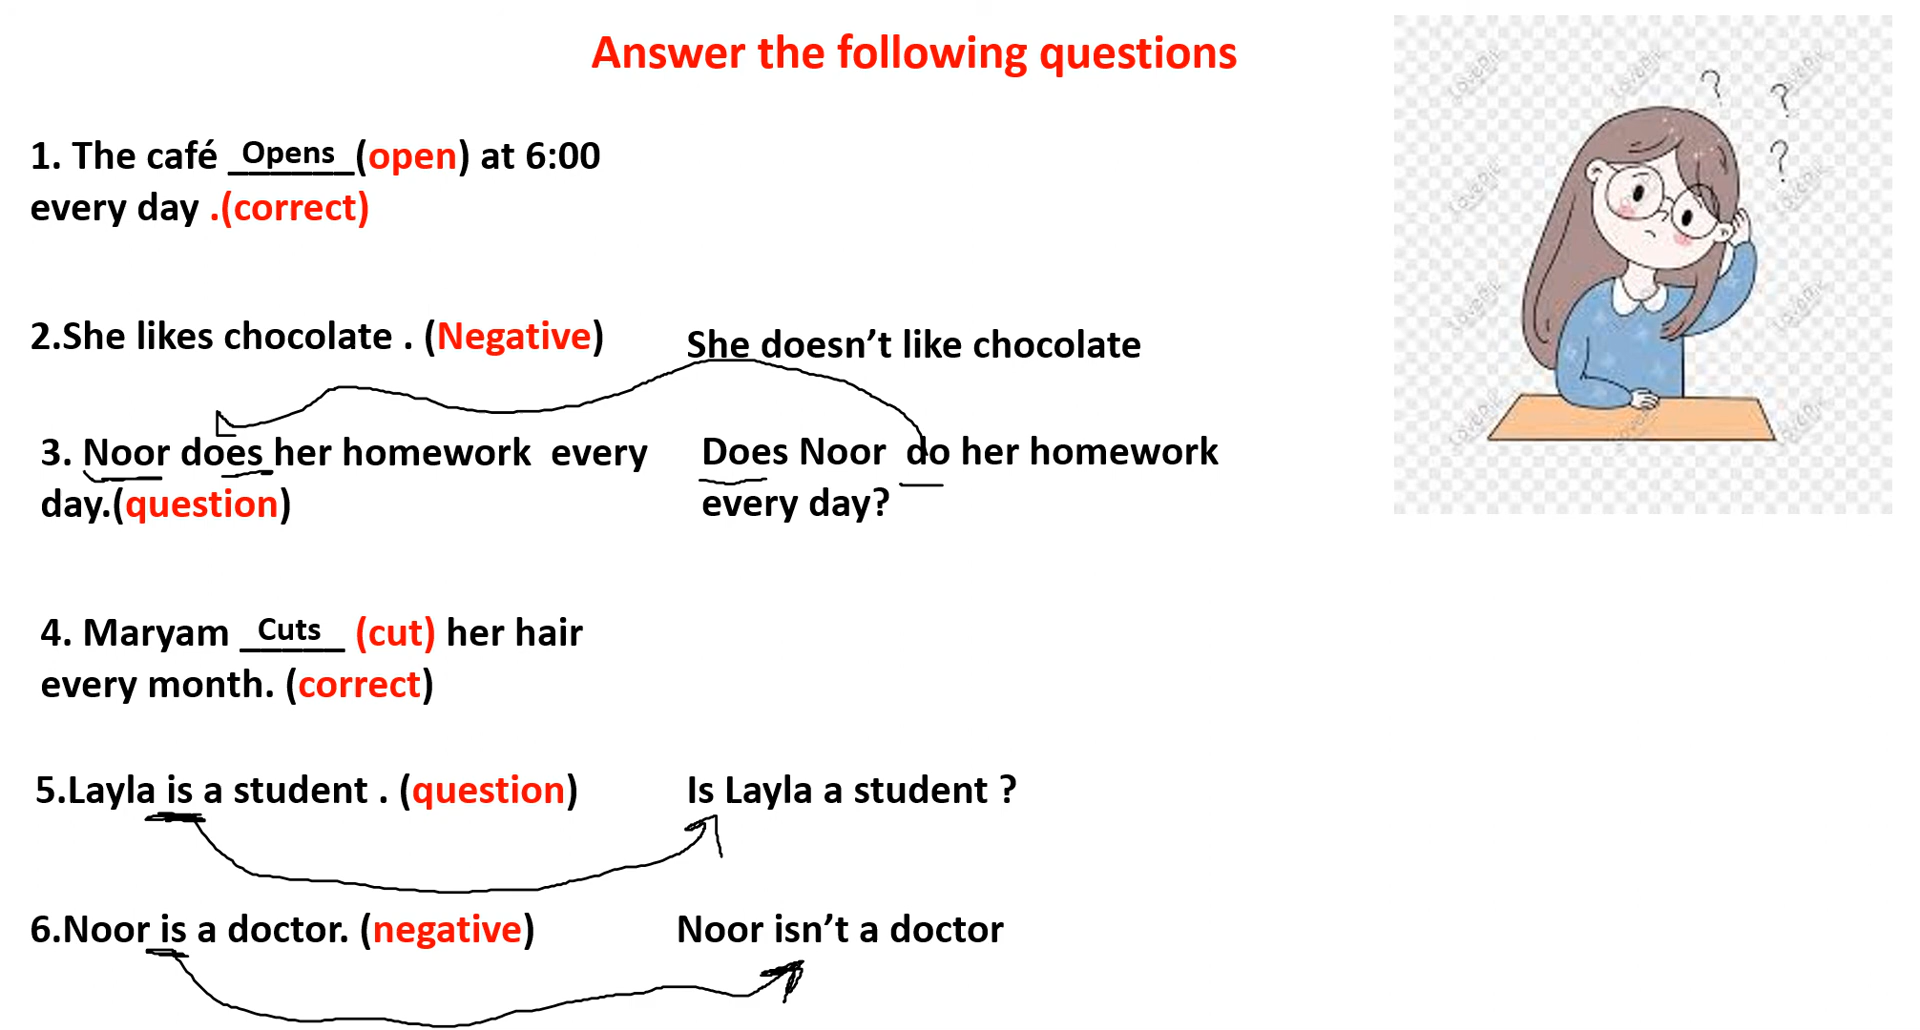 Answer the following questions
1. The café Opens (open) at 6:00
every day .(correct)
2.She likes chocolate . (Negative)
She doesn't like chocolate
3. Noor does her homework every
day.(question)
Does Noor do her homework
every day?
4. Maryam Cuts (cut) her hair
every month. (correct)
5.Layla is a student . (question)
Is Layla a student ?
6.Noor is a doctor. (negative)
Noor isn't a doctor
? ? ?
LovePik